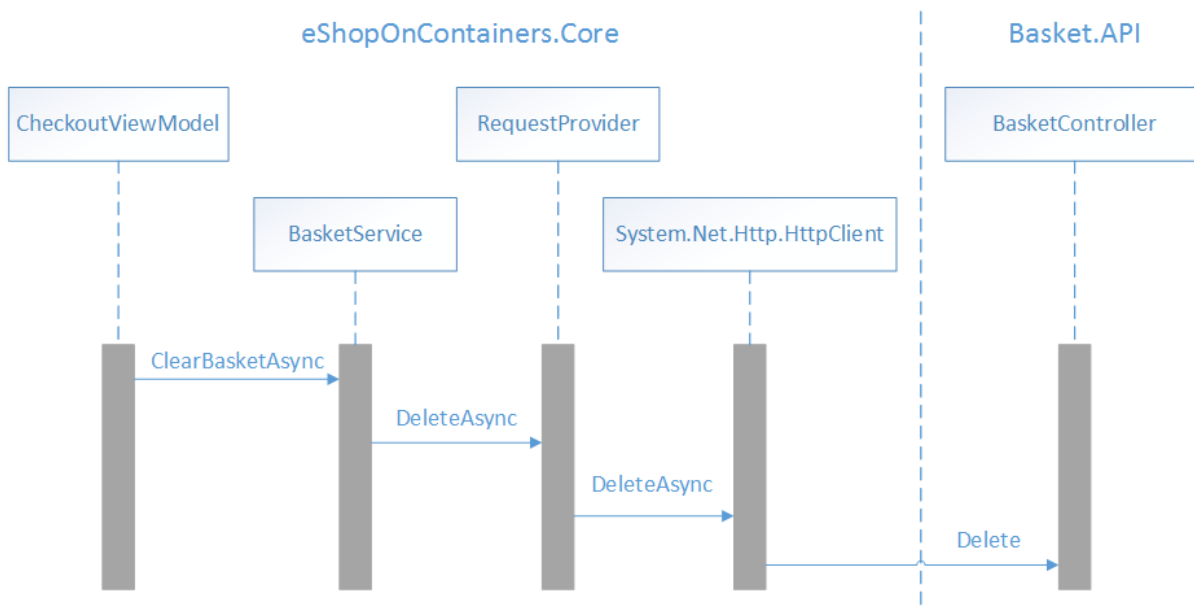 eShopOnContainers.Core
Basket.API
CheckoutViewModel
RequestProvider
BasketController
BasketService
System.Net.Http.HttpClient
ClearBasketAsync
DeleteAsync
DeleteAsync
Delete